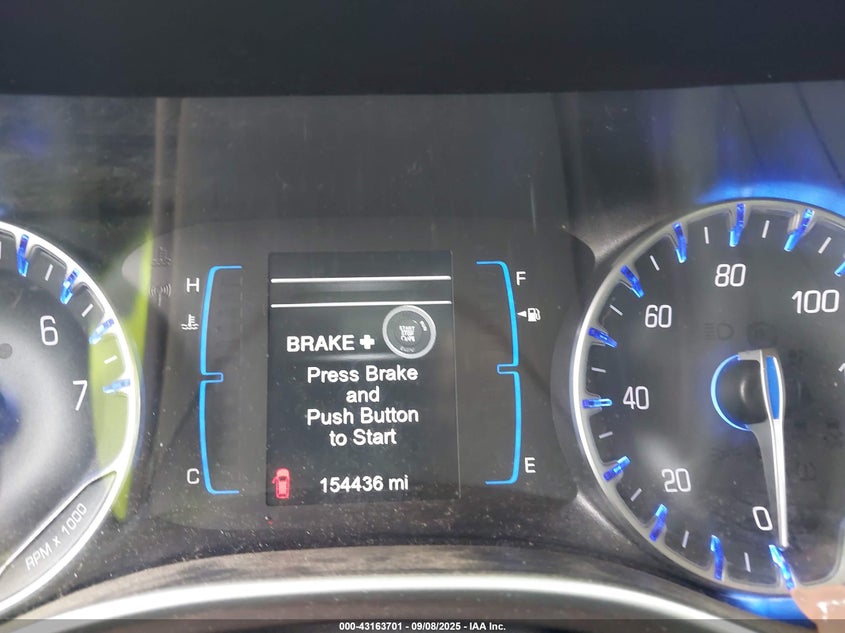 H
F
C
E
BRAKE +
Press Brake
and
Push Button
to Start
154436 mi
6
7
RPM x 1000
0
20
40
60
80
100
000-43163701 - 09/08/2025 - IAA Inc.